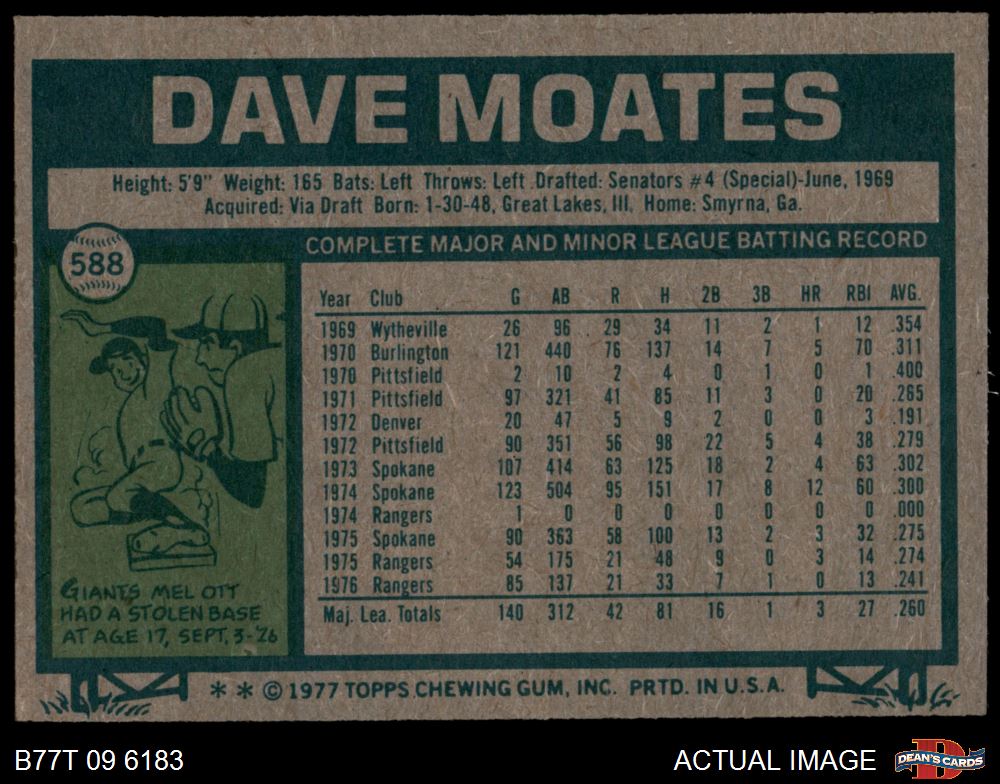 DAVE MOATES
Height: 5'9" Weight: 165 Bats: Left Throws: Left Drafted: Senators #4 (Special)-June, 1969
Acquired: Via Draft Born: 1-30-48, Great Lakes, Ill. Home: Smyrna, Ga.
588
COMPLETE MAJOR AND MINOR LEAGUE BATTING RECORD
Year Club G AB R H 2B 3B HR RBI AVG.
1969 Wytheville 26 96 29 34 11 2 1 12 .354
1970 Burlington 121 440 76 137 14 7 5 70 .311
1970 Pittsfield 2 10 2 4 0 1 0 1 .400
1971 Pittsfield 97 321 41 85 11 3 0 20 .265
1972 Denver 20 47 5 9 2 0 0 3 .191
1972 Pittsfield 90 351 56 98 22 5 4 38 .279
1973 Spokane 107 414 63 125 18 2 4 63 .302
1974 Spokane 123 504 95 151 17 8 12 60 .300
1974 Rangers 1 0 0 0 0 0 0 0 .000
1975 Spokane 90 363 58 100 13 2 3 32 .275
1975 Rangers 54 175 21 48 9 0 3 14 .274
1976 Rangers 85 137 21 33 7 1 0 13 .241
Maj. Lea. Totals 140 312 42 81 16 1 3 27 .260
GIANTS MEL OTT
HAD A STOLEN BASE
AT AGE 17, SEPT. 3-'26
** © 1977 TOPPS CHEWING GUM, INC. PRTD. IN U.S.A.
B77T 09 6183
ACTUAL IMAGE
D
DEAN'S CARDS